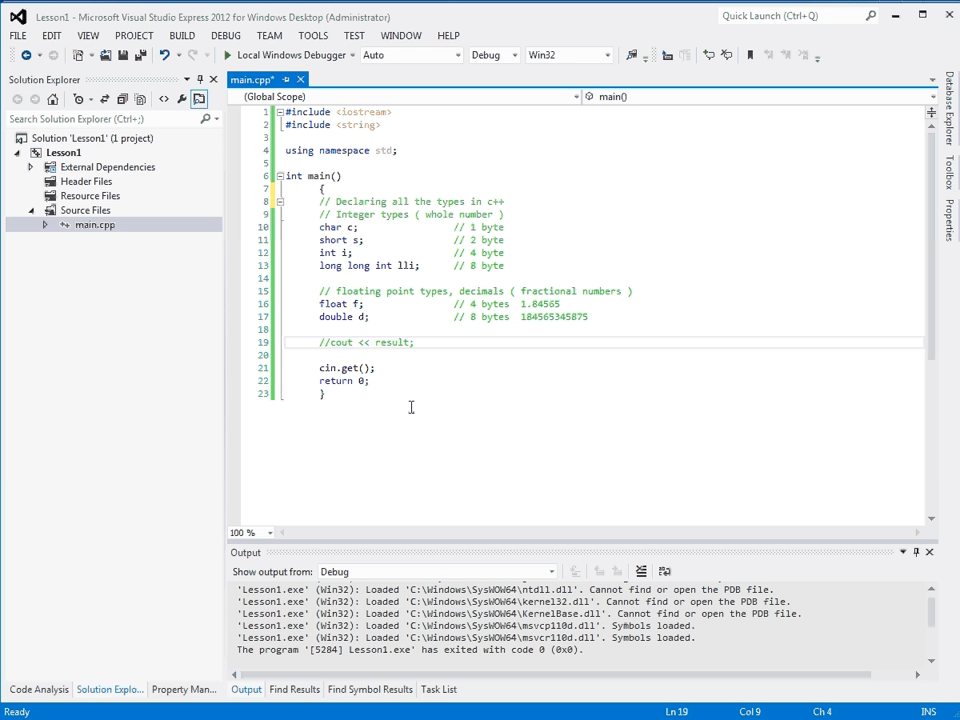 Lesson1 - Microsoft Visual Studio Express 2012 for Windows Desktop (Administrator)
Quick Launch (Ctrl+Q)
FILE EDIT VIEW PROJECT BUILD DEBUG TEAM TOOLS TEST WINDOW HELP
Local Windows Debugger Auto Debug Win32
Solution Explorer
Search Solution Explorer (Ctrl+;)
Solution 'Lesson1' (1 project)
Lesson1
External Dependencies
Header Files
Resource Files
Source Files
main.cpp
main.cpp*
(Global Scope) main()
1 #include <iostream>
2 #include <string>
3
4 using namespace std;
5
6 int main()
7 {
8 // Declaring all the types in c++
9 // Integer types ( whole number )
10 char c; // 1 byte
11 short s; // 2 byte
12 int i; // 4 byte
13 long long int lli; // 8 byte
14
15 // floating point types, decimals ( fractional numbers )
16 float f; // 4 bytes 1.84565
17 double d; // 8 bytes 184565345875
18
19 //cout << result;
20
21 cin.get();
22 return 0;
23 }
100 %
Database Explorer
Toolbox
Properties
Output
Show output from: Debug
'Lesson1.exe' (Win32): Loaded 'C:\Windows\SysWOW64\ntdll.dll'. Cannot find or open the PDB file.
'Lesson1.exe' (Win32): Loaded 'C:\Windows\SysWOW64\kernel32.dll'. Cannot find or open the PDB file.
'Lesson1.exe' (Win32): Loaded 'C:\Windows\SysWOW64\KernelBase.dll'. Cannot find or open the PDB file.
'Lesson1.exe' (Win32): Loaded 'C:\Windows\SysWOW64\msvcp110d.dll'. Symbols loaded.
'Lesson1.exe' (Win32): Loaded 'C:\Windows\SysWOW64\msvcr110d.dll'. Symbols loaded.
The program '[5284] Lesson1.exe' has exited with code 0 (0x0).
Code Analysis Solution Explo... Property Man...
Output Find Results Find Symbol Results Task List
Ready Ln 19 Col 9 Ch 4 INS